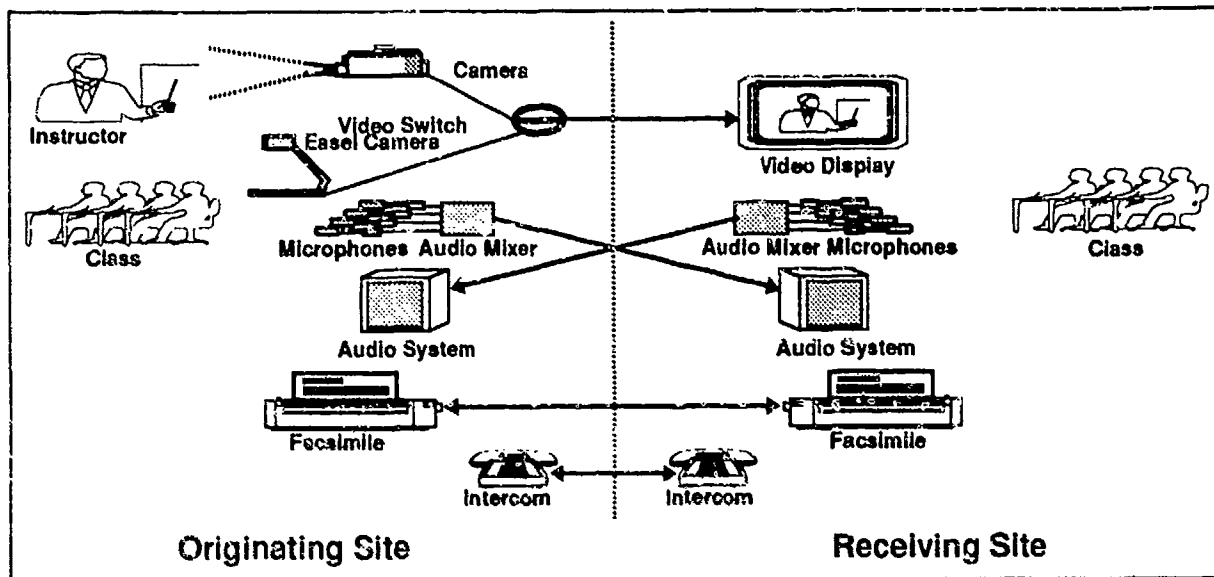 Camera
Instructor
Video Switch
Easel Camera
Video Display
Class
Microphones Audio Mixer
Audio Mixer Microphones
Class
Audio System
Audio System
Facsimile
Facsimile
Intercom
Intercom
Originating Site
Receiving Site